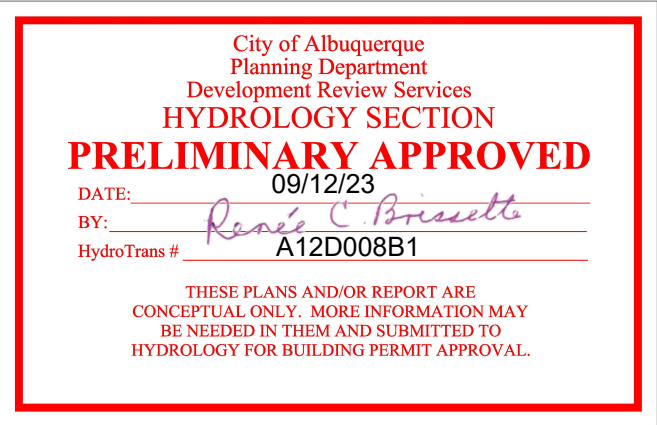 City of Albuquerque
Planning Department
Development Review Services
HYDROLOGY SECTION
PRELIMINARY APPROVED
DATE: 09/12/23
BY: Renée C. Brissette
HydroTrans # A12D008B1
THESE PLANS AND/OR REPORT ARE
CONCEPTUAL ONLY. MORE INFORMATION MAY
BE NEEDED IN THEM AND SUBMITTED TO
HYDROLOGY FOR BUILDING PERMIT APPROVAL.